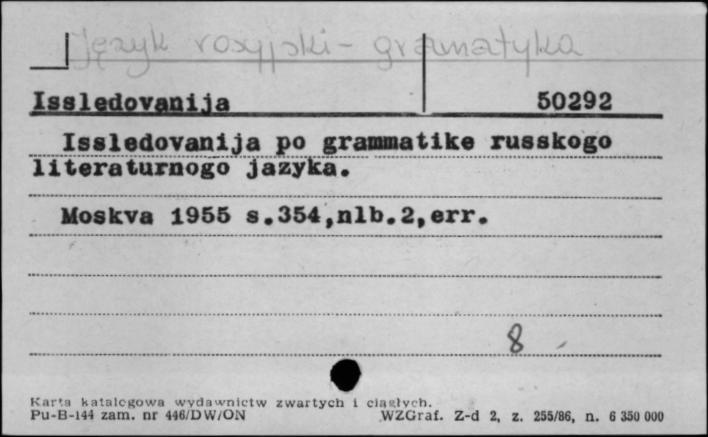 Język rosyjski - gramatyka
Issledovanija 50292
Issledovanija po grammatike russkogo
literaturnogo jazyka.
Moskva 1955 s.354,nlb.2,err.
8
Karta katalogowa wydawnictw zwartych i ciągłych.
Pu-B-144 zam. nr 446/DW/ON WZGraf. Z-d 2, z. 255/86, n. 6 350 000